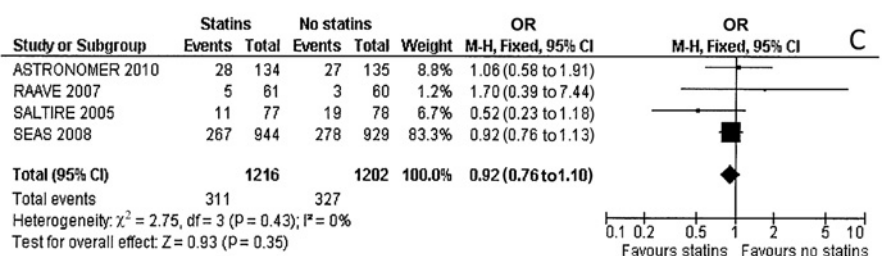 Statins No statins OR OR
Study or Subgroup Events Total Events Total Weight M-H, Fixed, 95% CI M-H, Fixed, 95% CI C
ASTRONOMER 2010 28 134 27 135 8.8% 1.06 (0.58 to 1.91)
RAAVE 2007 5 61 3 60 1.2% 1.70 (0.39 to 7.44)
SALTIRE 2005 11 77 19 78 6.7% 0.52 (0.23 to 1.18)
SEAS 2008 267 944 278 929 83.3% 0.92 (0.76 to 1.13)
Total (95% CI) 1216 1202 100.0% 0.92 (0.76 to 1.10)
Total events 311 327
Heterogeneity: χ² = 2.75, df = 3 (P = 0.43); I² = 0%
Test for overall effect: Z = 0.93 (P = 0.35)
0.1 0.2 0.5 1 2 5 10
Favours statins Favours no statins